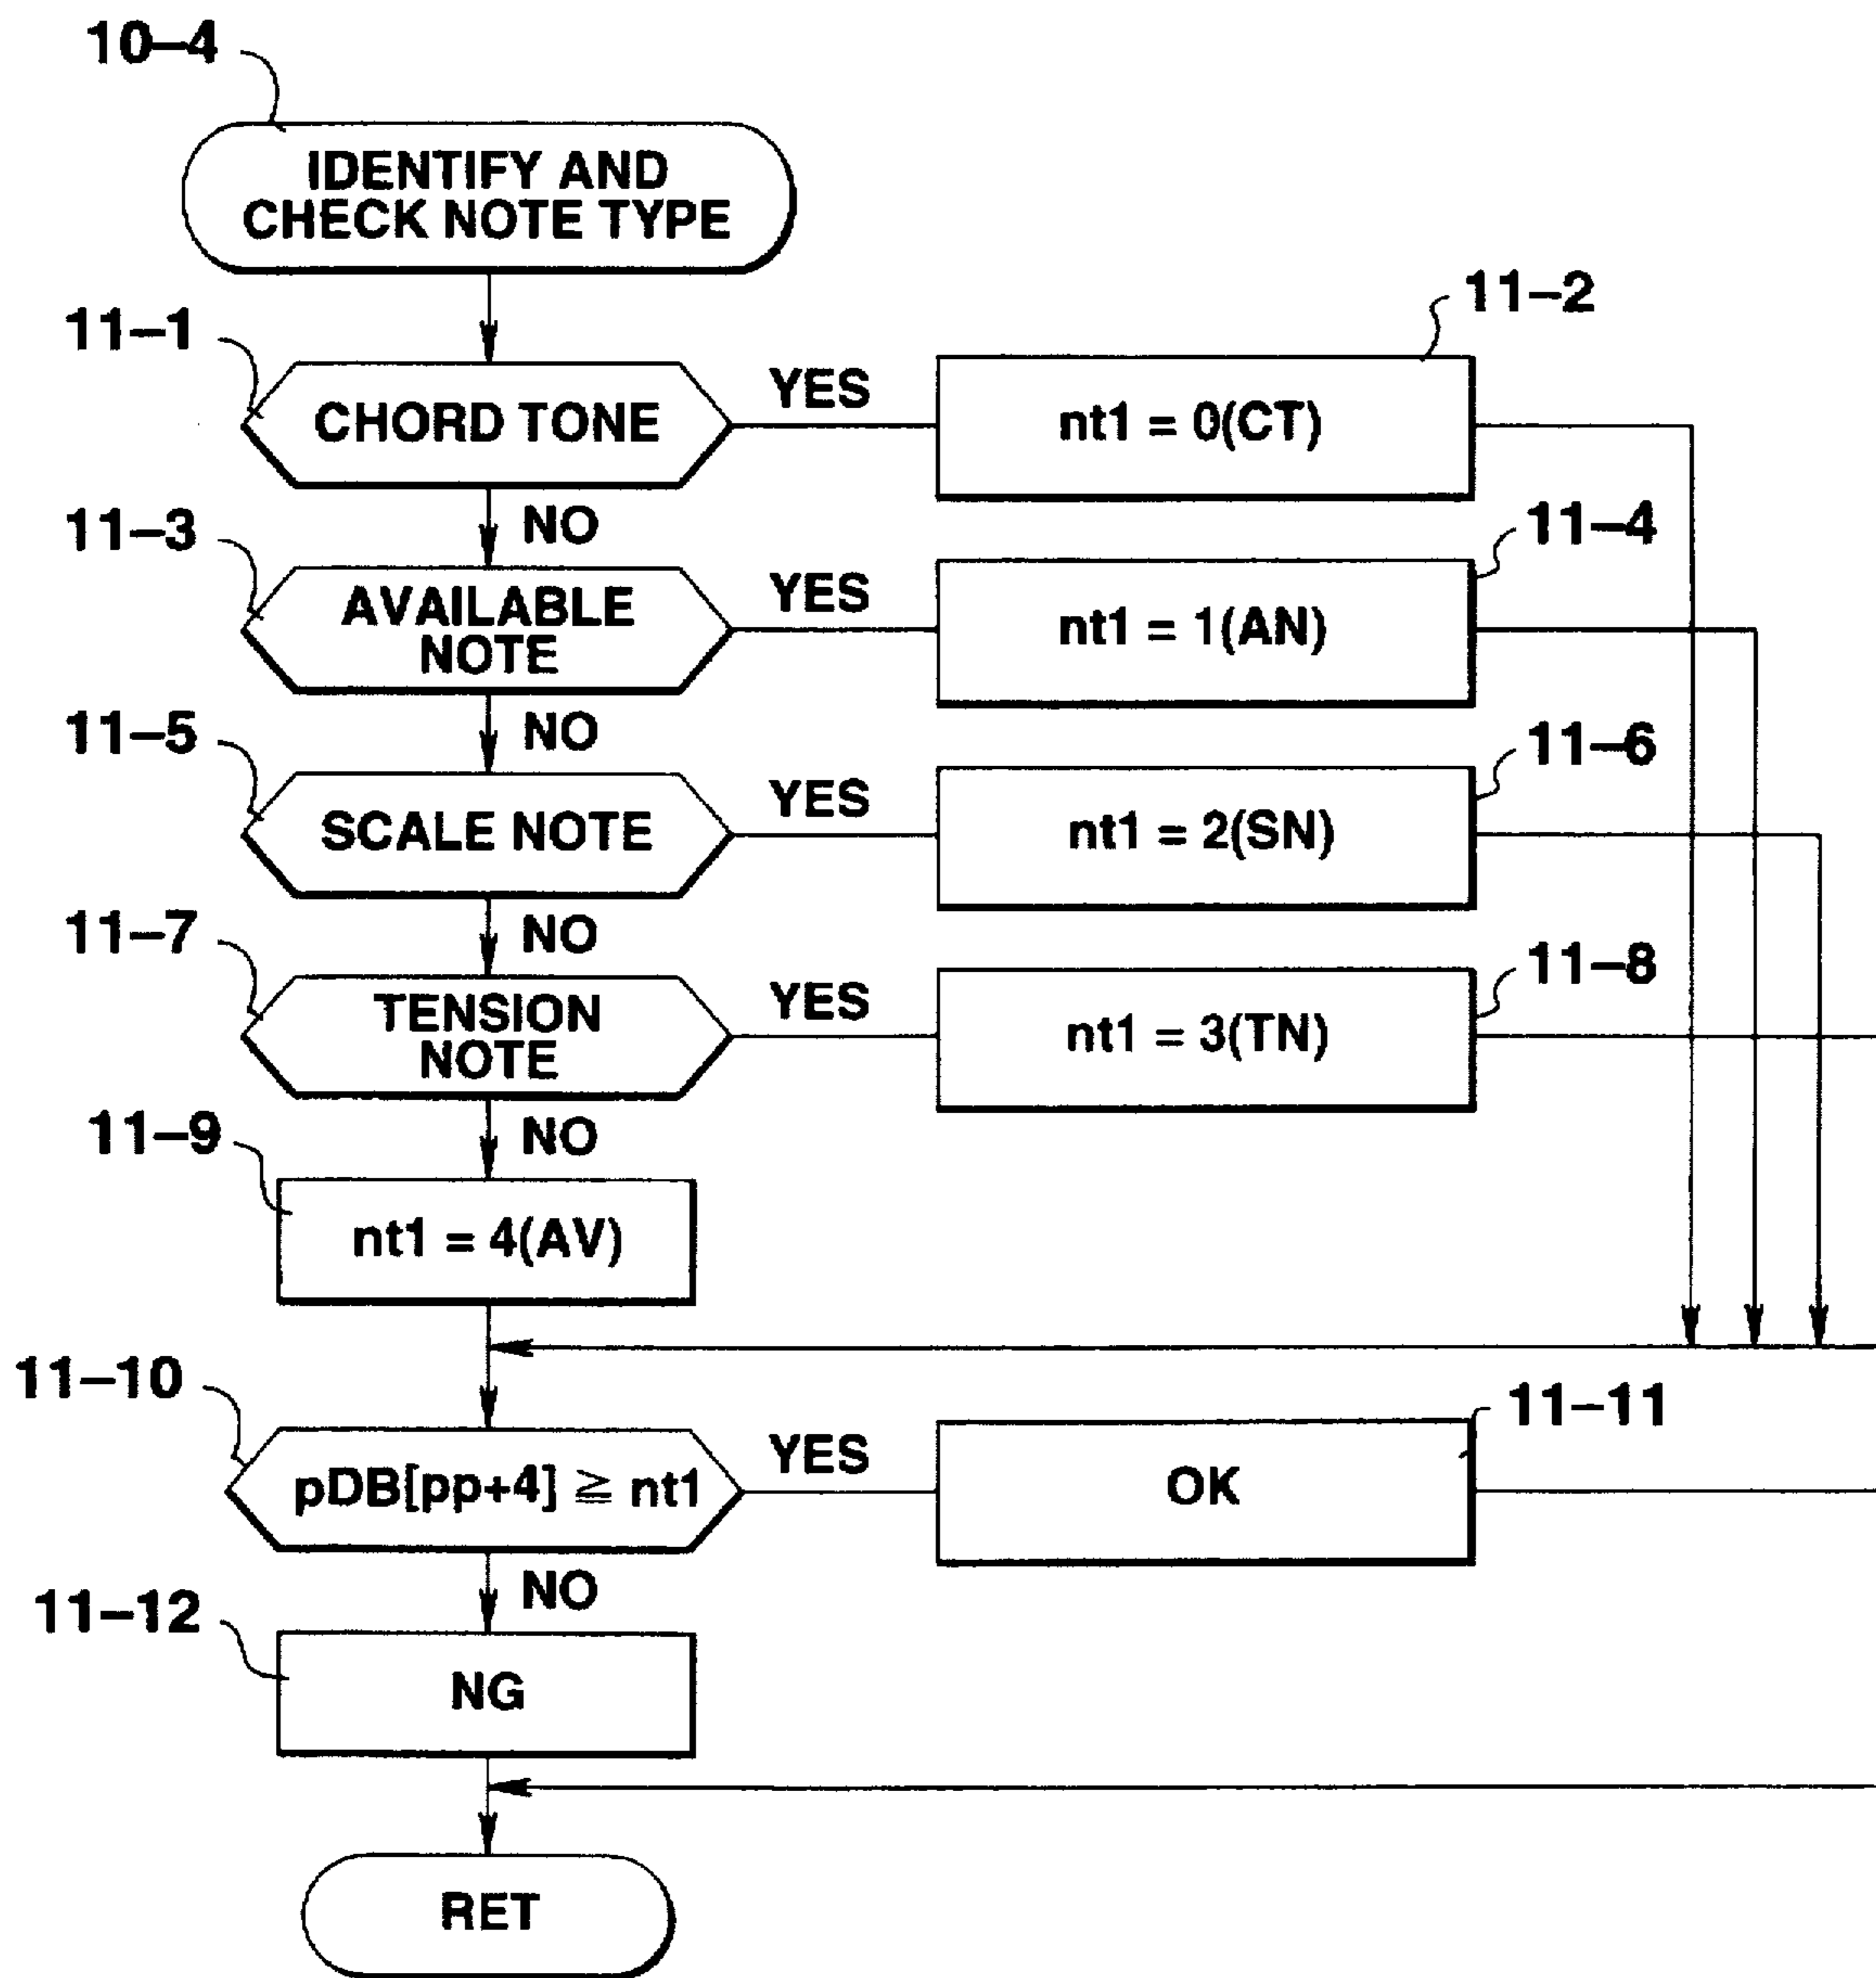 10–4
IDENTIFY AND
CHECK NOTE TYPE
11–1
CHORD TONE
YES
11–2
nt1 = 0(CT)
NO
11–3
AVAILABLE
NOTE
YES
11–4
nt1 = 1(AN)
NO
11–5
SCALE NOTE
YES
11–6
nt1 = 2(SN)
NO
11–7
TENSION
NOTE
YES
11–8
nt1 = 3(TN)
NO
11–9
nt1 = 4(AV)
11–10
pDB[pp+4] ≧ nt1
YES
11–11
OK
NO
11–12
NG
RET